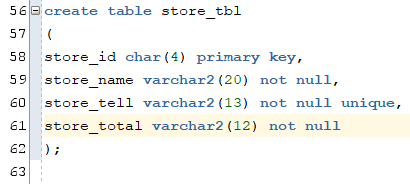 56 create table store_tbl
57 (
58 store_id char(4) primary key,
59 store_name varchar2(20) not null,
60 store_tell varchar2(13) not null unique,
61 store_total varchar2(12) not null
62 );
63